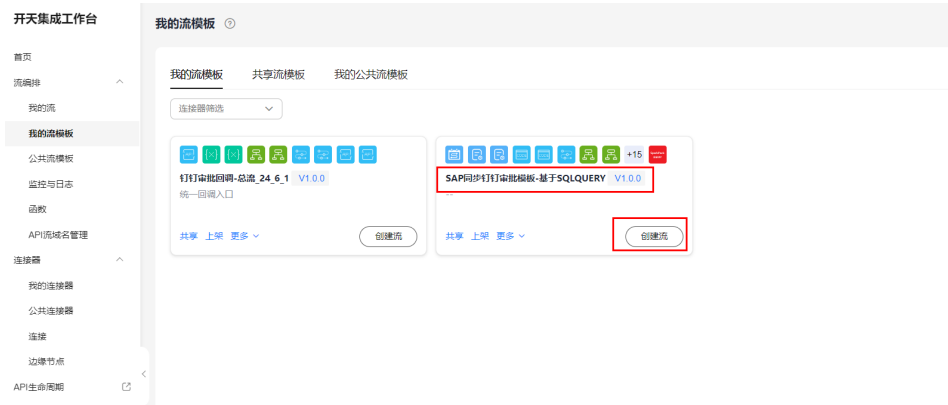 开天集成工作台
我的流模板
首页
流编排
我的流
我的流模板
公共流模板
监控与日志
函数
API流域名管理
连接器
我的连接器
公共连接器
连接
边缘节点
API生命周期
我的流模板 共享流模板 我的公共流模板
连接器筛选
钉钉审批回调-总流_24_6_1 V1.0.0
统一回调入口
共享 上架 更多 创建流
+15
SAP同步钉钉审批模板-基于SQLQUERY V1.0.0
--
共享 上架 更多 创建流